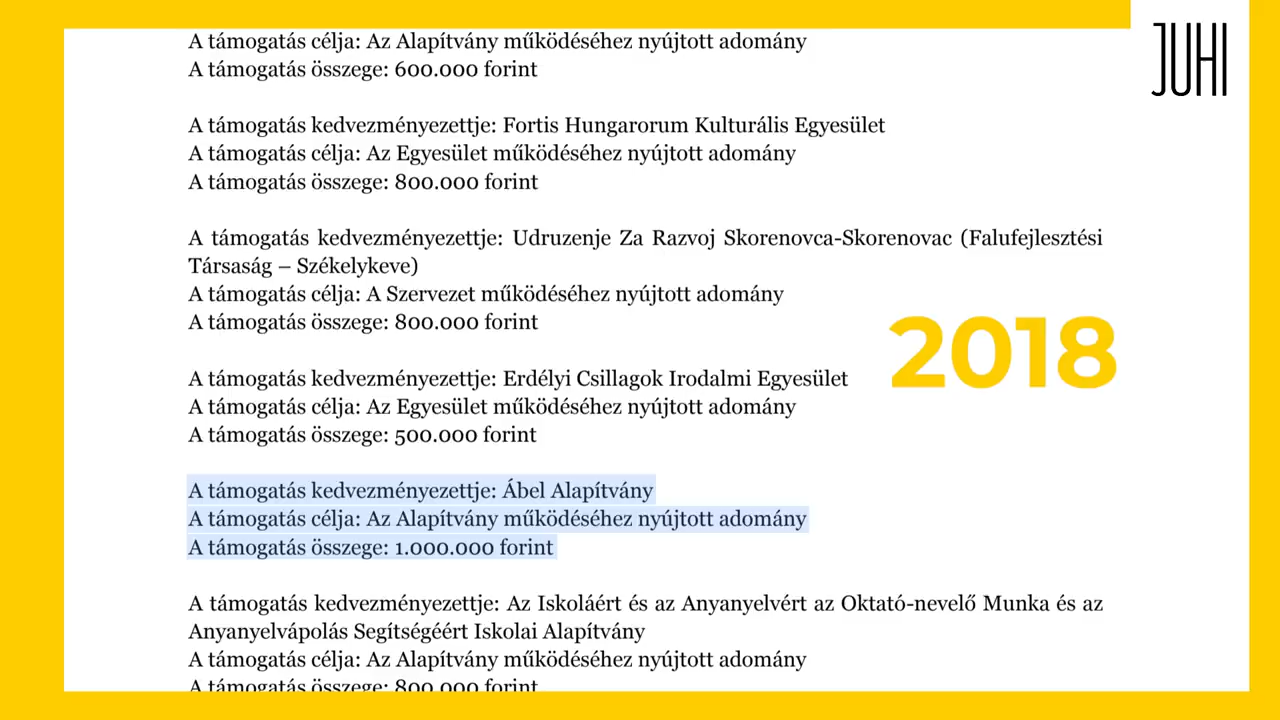 JUHI
A támogatás célja: Az Alapítvány működéséhez nyújtott adomány
A támogatás összege: 600.000 forint
A támogatás kedvezményezettje: Fortis Hungarorum Kulturális Egyesület
A támogatás célja: Az Egyesület működéséhez nyújtott adomány
A támogatás összege: 800.000 forint
A támogatás kedvezményezettje: Udruzenje Za Razvoj Skorenovca-Skorenovac (Falufejlesztési
Társaság – Székelykeve)
A támogatás célja: A Szervezet működéséhez nyújtott adomány
A támogatás összege: 800.000 forint
2018
A támogatás kedvezményezettje: Erdélyi Csillagok Irodalmi Egyesület
A támogatás célja: Az Egyesület működéséhez nyújtott adomány
A támogatás összege: 500.000 forint
A támogatás kedvezményezettje: Ábel Alapítvány
A támogatás célja: Az Alapítvány működéséhez nyújtott adomány
A támogatás összege: 1.000.000 forint
A támogatás kedvezményezettje: Az Iskoláért és az Anyanyelvért az Oktató-nevelő Munka és az
Anyanyelvápolás Segítségéért Iskolai Alapítvány
A támogatás célja: Az Alapítvány működéséhez nyújtott adomány
A támogatás összege: 800.000 forint